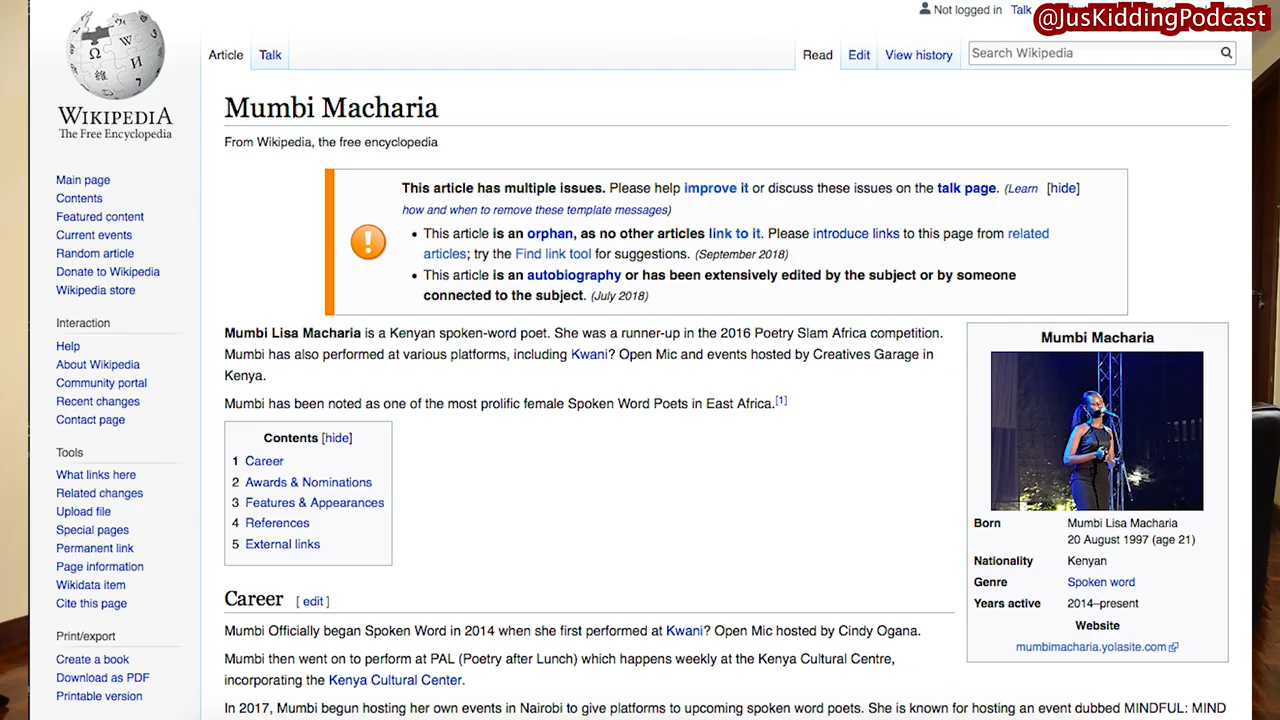 Not logged in Talk
@JusKiddingPodcast
Article Talk Read Edit View history Search Wikipedia
WIKIPEDIA
The Free Encyclopedia
Main page
Contents
Featured content
Current events
Random article
Donate to Wikipedia
Wikipedia store
Interaction
Help
About Wikipedia
Community portal
Recent changes
Contact page
Tools
What links here
Related changes
Upload file
Special pages
Permanent link
Page information
Wikidata item
Cite this page
Print/export
Create a book
Download as PDF
Printable version
Mumbi Macharia
From Wikipedia, the free encyclopedia
This article has multiple issues. Please help improve it or discuss these issues on the talk page. (Learn [hide]
how and when to remove these template messages)
• This article is an orphan, as no other articles link to it. Please introduce links to this page from related
articles; try the Find link tool for suggestions. (September 2018)
• This article is an autobiography or has been extensively edited by the subject or by someone
connected to the subject. (July 2018)
Mumbi Lisa Macharia is a Kenyan spoken-word poet. She was a runner-up in the 2016 Poetry Slam Africa competition.
Mumbi has also performed at various platforms, including Kwani? Open Mic and events hosted by Creatives Garage in
Kenya.
Mumbi has been noted as one of the most prolific female Spoken Word Poets in East Africa.[1]
Contents [hide]
1 Career
2 Awards & Nominations
3 Features & Appearances
4 References
5 External links
Career [ edit ]
Mumbi Officially began Spoken Word in 2014 when she first performed at Kwani? Open Mic hosted by Cindy Ogana.
Mumbi then went on to perform at PAL (Poetry after Lunch) which happens weekly at the Kenya Cultural Centre,
incorporating the Kenya Cultural Center.
In 2017, Mumbi begun hosting her own events in Nairobi to give platforms to upcoming spoken word poets. She is known for hosting an event dubbed MINDFUL: MIND
Mumbi Macharia
Born Mumbi Lisa Macharia
20 August 1997 (age 21)
Nationality Kenyan
Genre Spoken word
Years active 2014–present
Website
mumbimacharia.yolasite.com